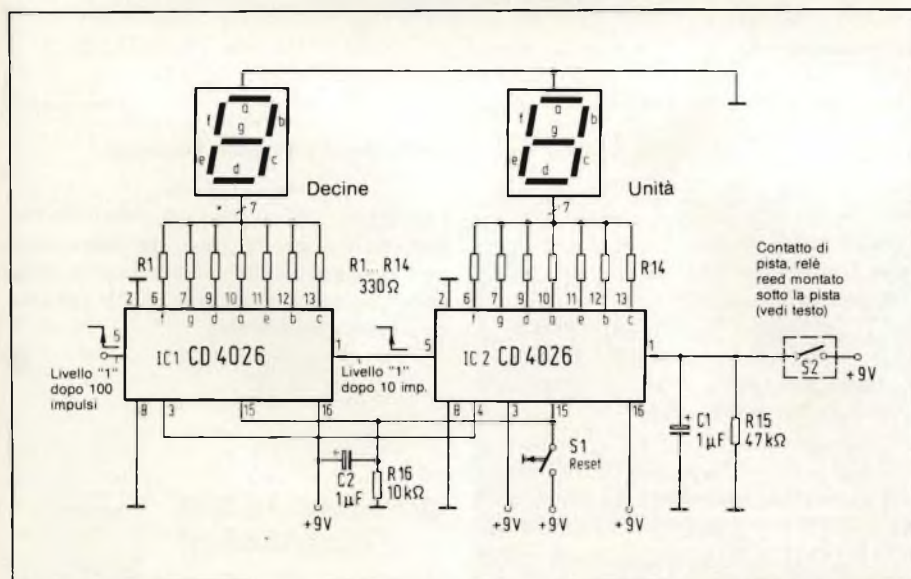 a
f
b
g
e
c
d
Decine
7
a
f
b
g
e
c
d
Unità
7
R1
R1... R14
330Ω
R14
Contatto di
pista, relè
reed montato
sotto la pista
(vedi testo)
2 6 7 9 10 11 12 13
f g d a e b c
5
IC1 CD 4026
1
Livello "1"
dopo 100
impulsi
8 3 15 16
Livello "1"
dopo 10 imp.
2 6 7 9 10 11 12 13
f g d a e b c
5
IC 2 CD 4026
1
8 4 3 15 16
S2
+9V
C1
1µF
R15
47kΩ
S1
Reset
C2
1µF
R16
10kΩ
+9V
+9V +9V +9V